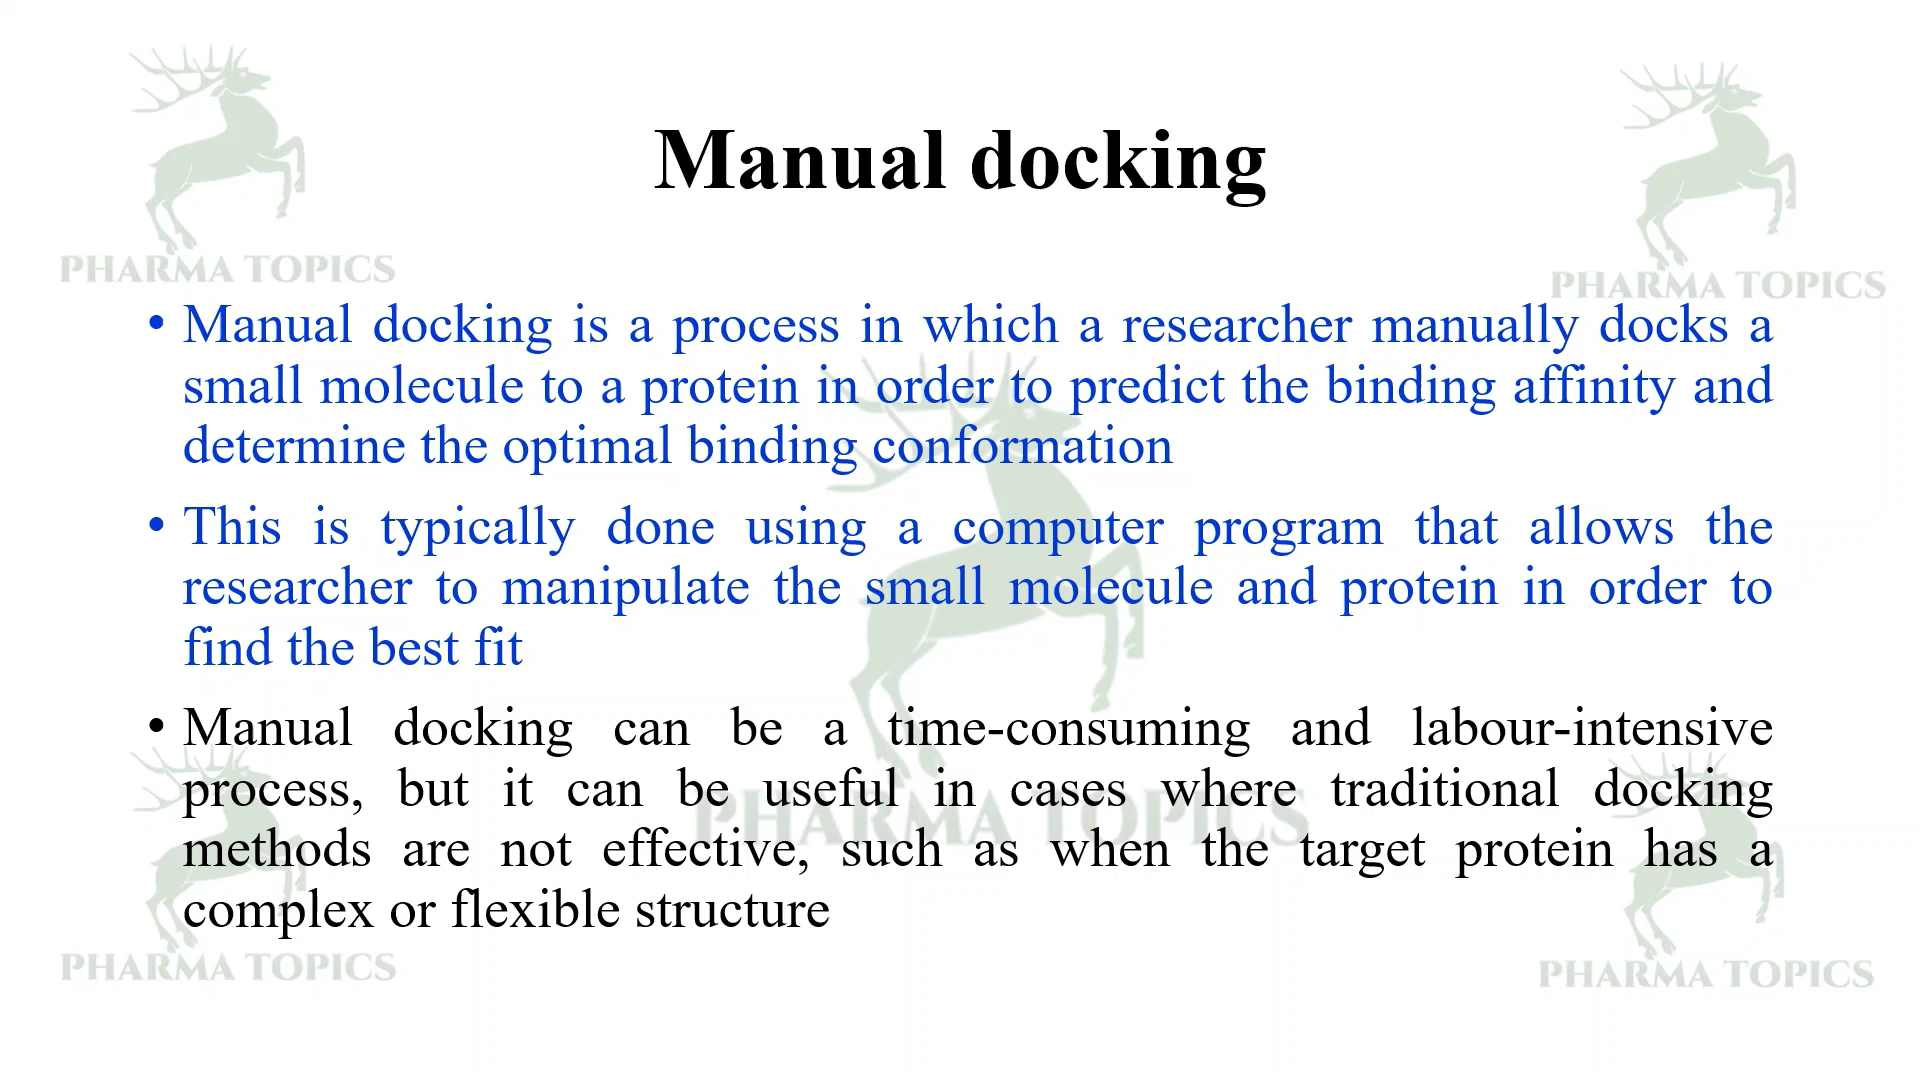 PHARMA TOPICS
PHARMA TOPICS
Manual docking
• Manual docking is a process in which a researcher manually docks a
small molecule to a protein in order to predict the binding affinity and
determine the optimal binding conformation
• This is typically done using a computer program that allows the
researcher to manipulate the small molecule and protein in order to
find the best fit
• Manual docking can be a time-consuming and labour-intensive
process, but it can be useful in cases where traditional docking
PHARMA TOPICS
methods are not effective, such as when the target protein has a
complex or flexible structure
PHARMA TOPICS
PHARMA TOPICS